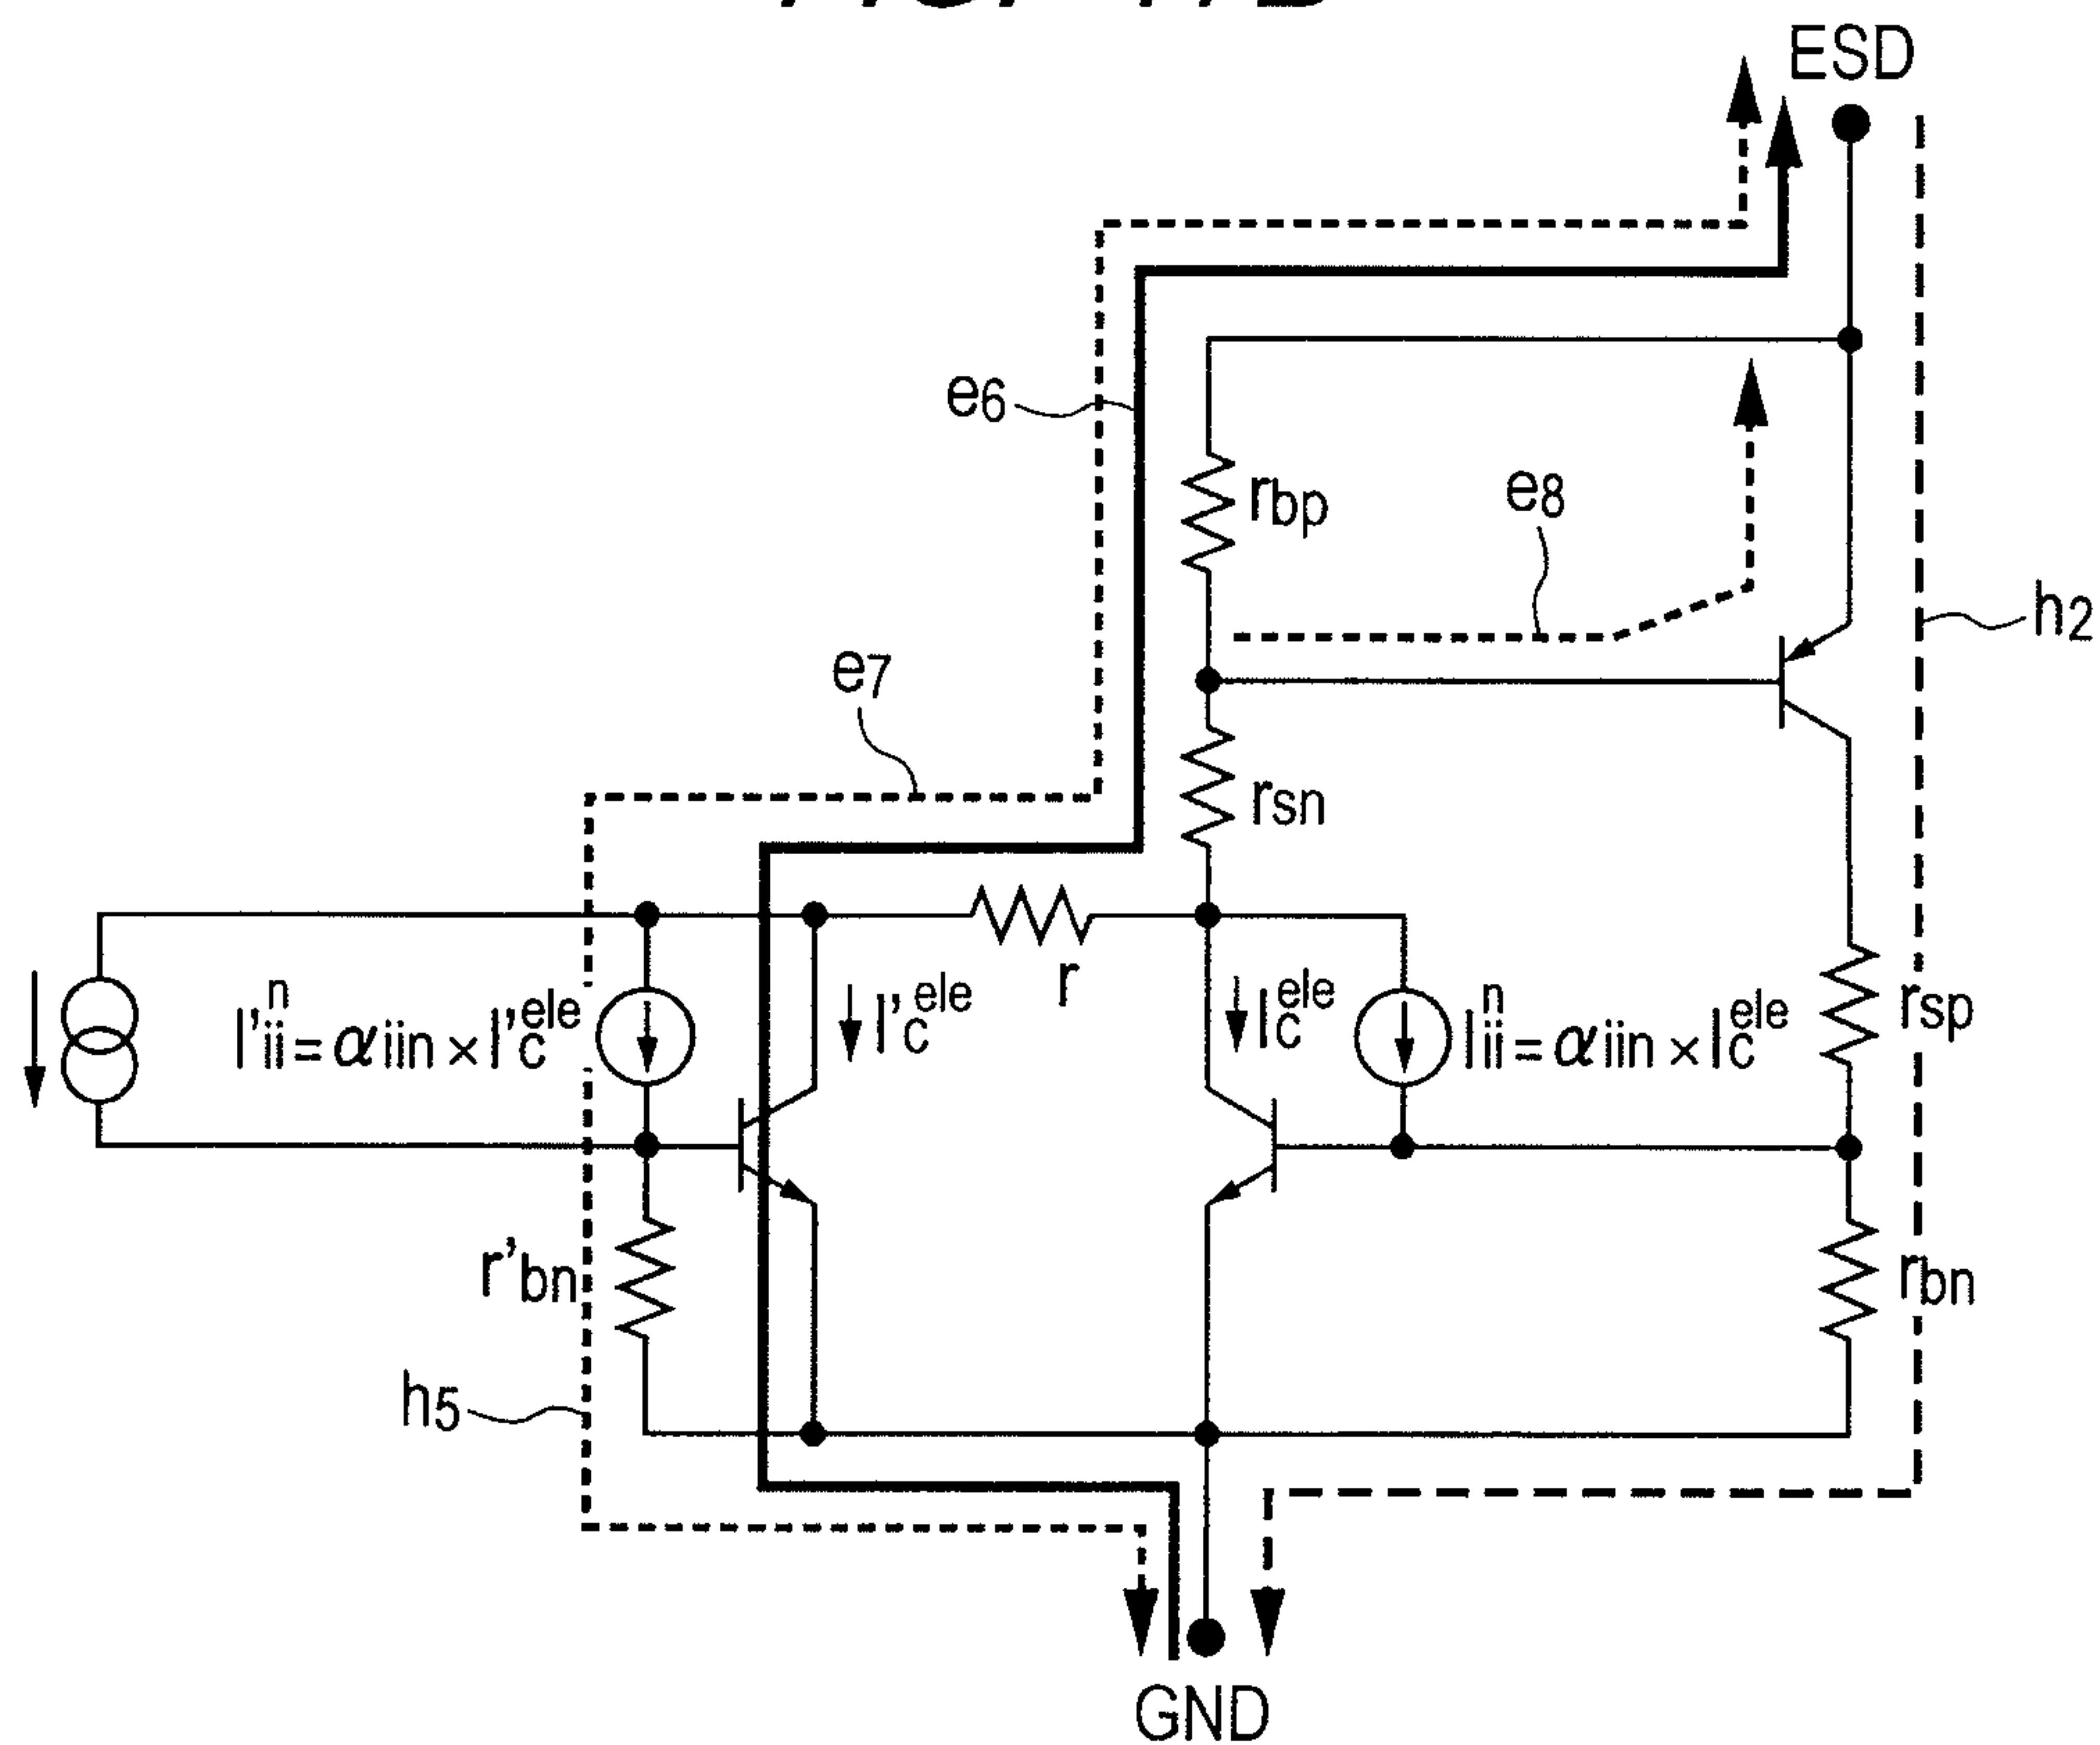 ESD
e6
rbp
e8
h2
e7
rsn
r
I'ii^n = αiin × I'c^ele
I'c^ele
Ic^ele
Iii^n = αiin × Ic^ele
rsp
r'bn
rbn
h5
GND